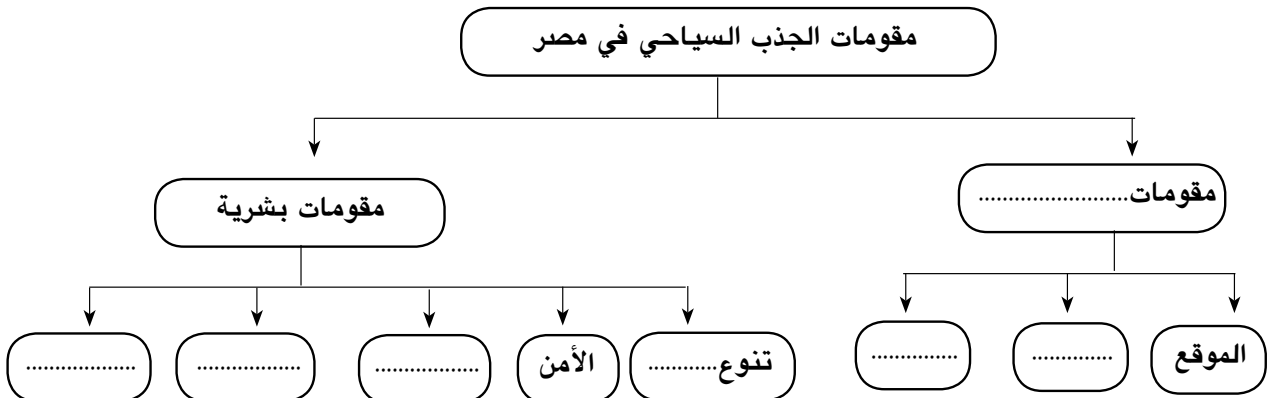 مقومات الجذب السياحي في مصر
مقومات..........................
مقومات بشرية
الموقع
...............
................
تنوع............
الأمن
...................
...................
....................